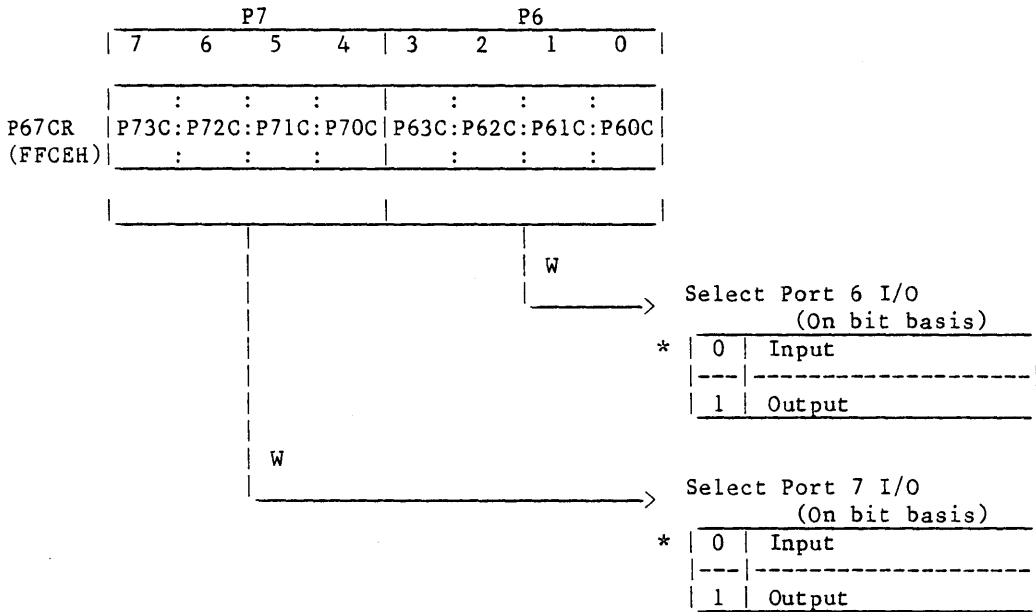 P7 P6
7 6 5 4 3 2 1 0
P67CR P73C:P72C:P71C:P70C P63C:P62C:P61C:P60C
(FFCEH)
W
Select Port 6 I/O
(On bit basis)
* 0 Input
1 Output
W
Select Port 7 I/O
(On bit basis)
* 0 Input
1 Output